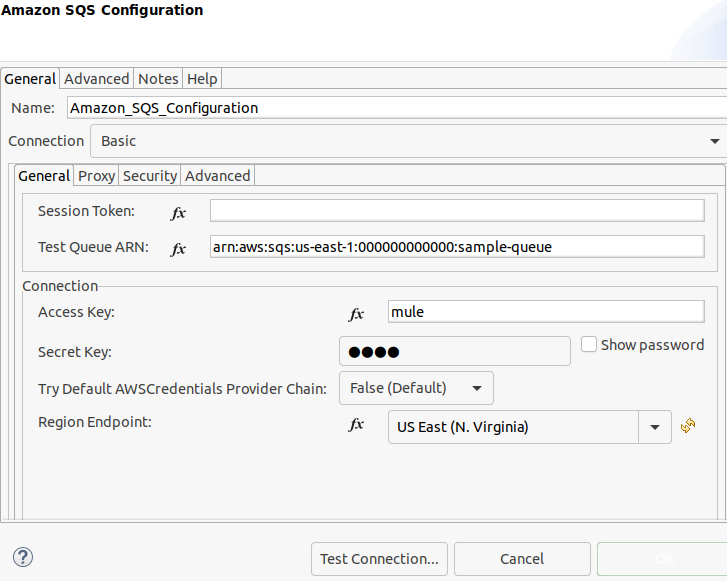 Amazon SQS Configuration
General Advanced Notes Help
Name: Amazon_SQS_Configuration
Connection Basic
General Proxy Security Advanced
Session Token: fx
Test Queue ARN: fx arn:aws:sqs:us-east-1:000000000000:sample-queue
Connection
Access Key: fx mule
Secret Key: ●●●● Show password
Try Default AWSCredentials Provider Chain: False (Default)
Region Endpoint: fx US East (N. Virginia)
? Test Connection... Cancel OK